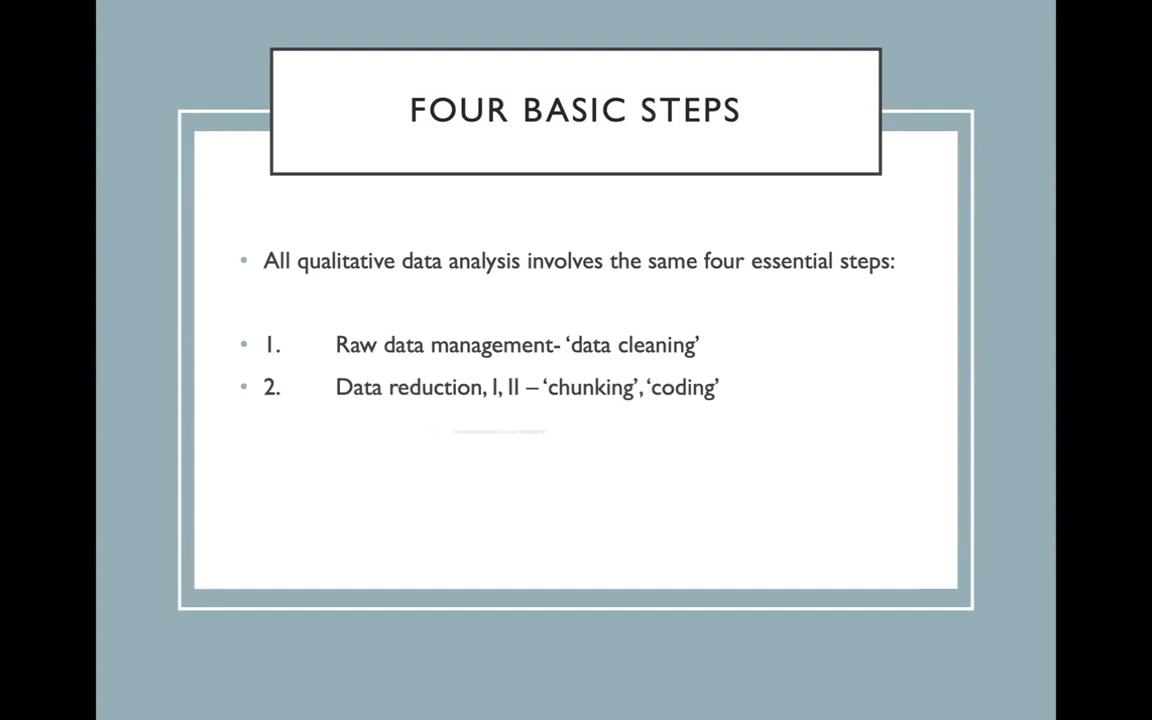 FOUR BASIC STEPS
• All qualitative data analysis involves the same four essential steps:
• 1. Raw data management- ‘data cleaning’
• 2. Data reduction, I, II – ‘chunking’, ‘coding’